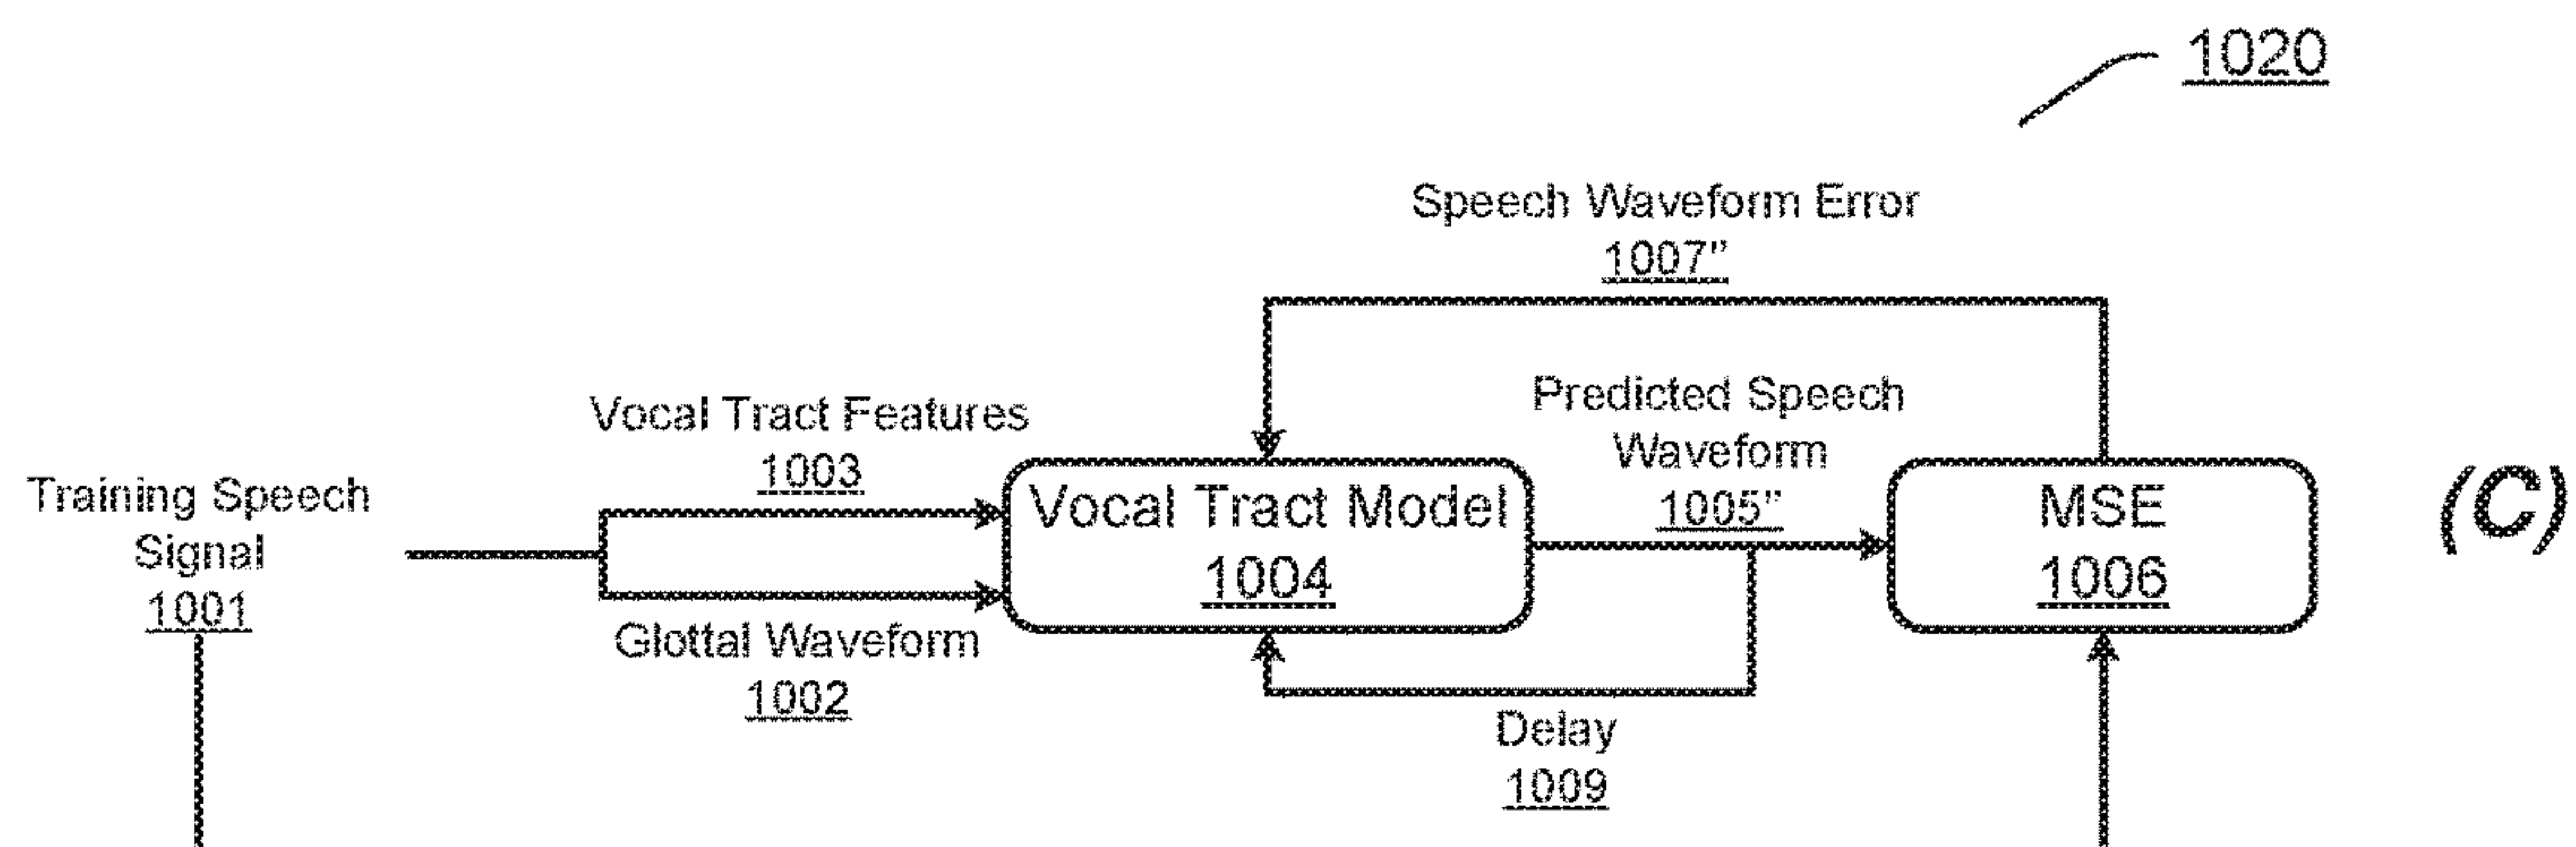 1020
Speech Waveform Error
1007"
Predicted Speech
Waveform
1005"
Vocal Tract Features
1003
Training Speech
Signal
1001
Vocal Tract Model
1004
MSE
1006
(C)
Glottal Waveform
1002
Delay
1009